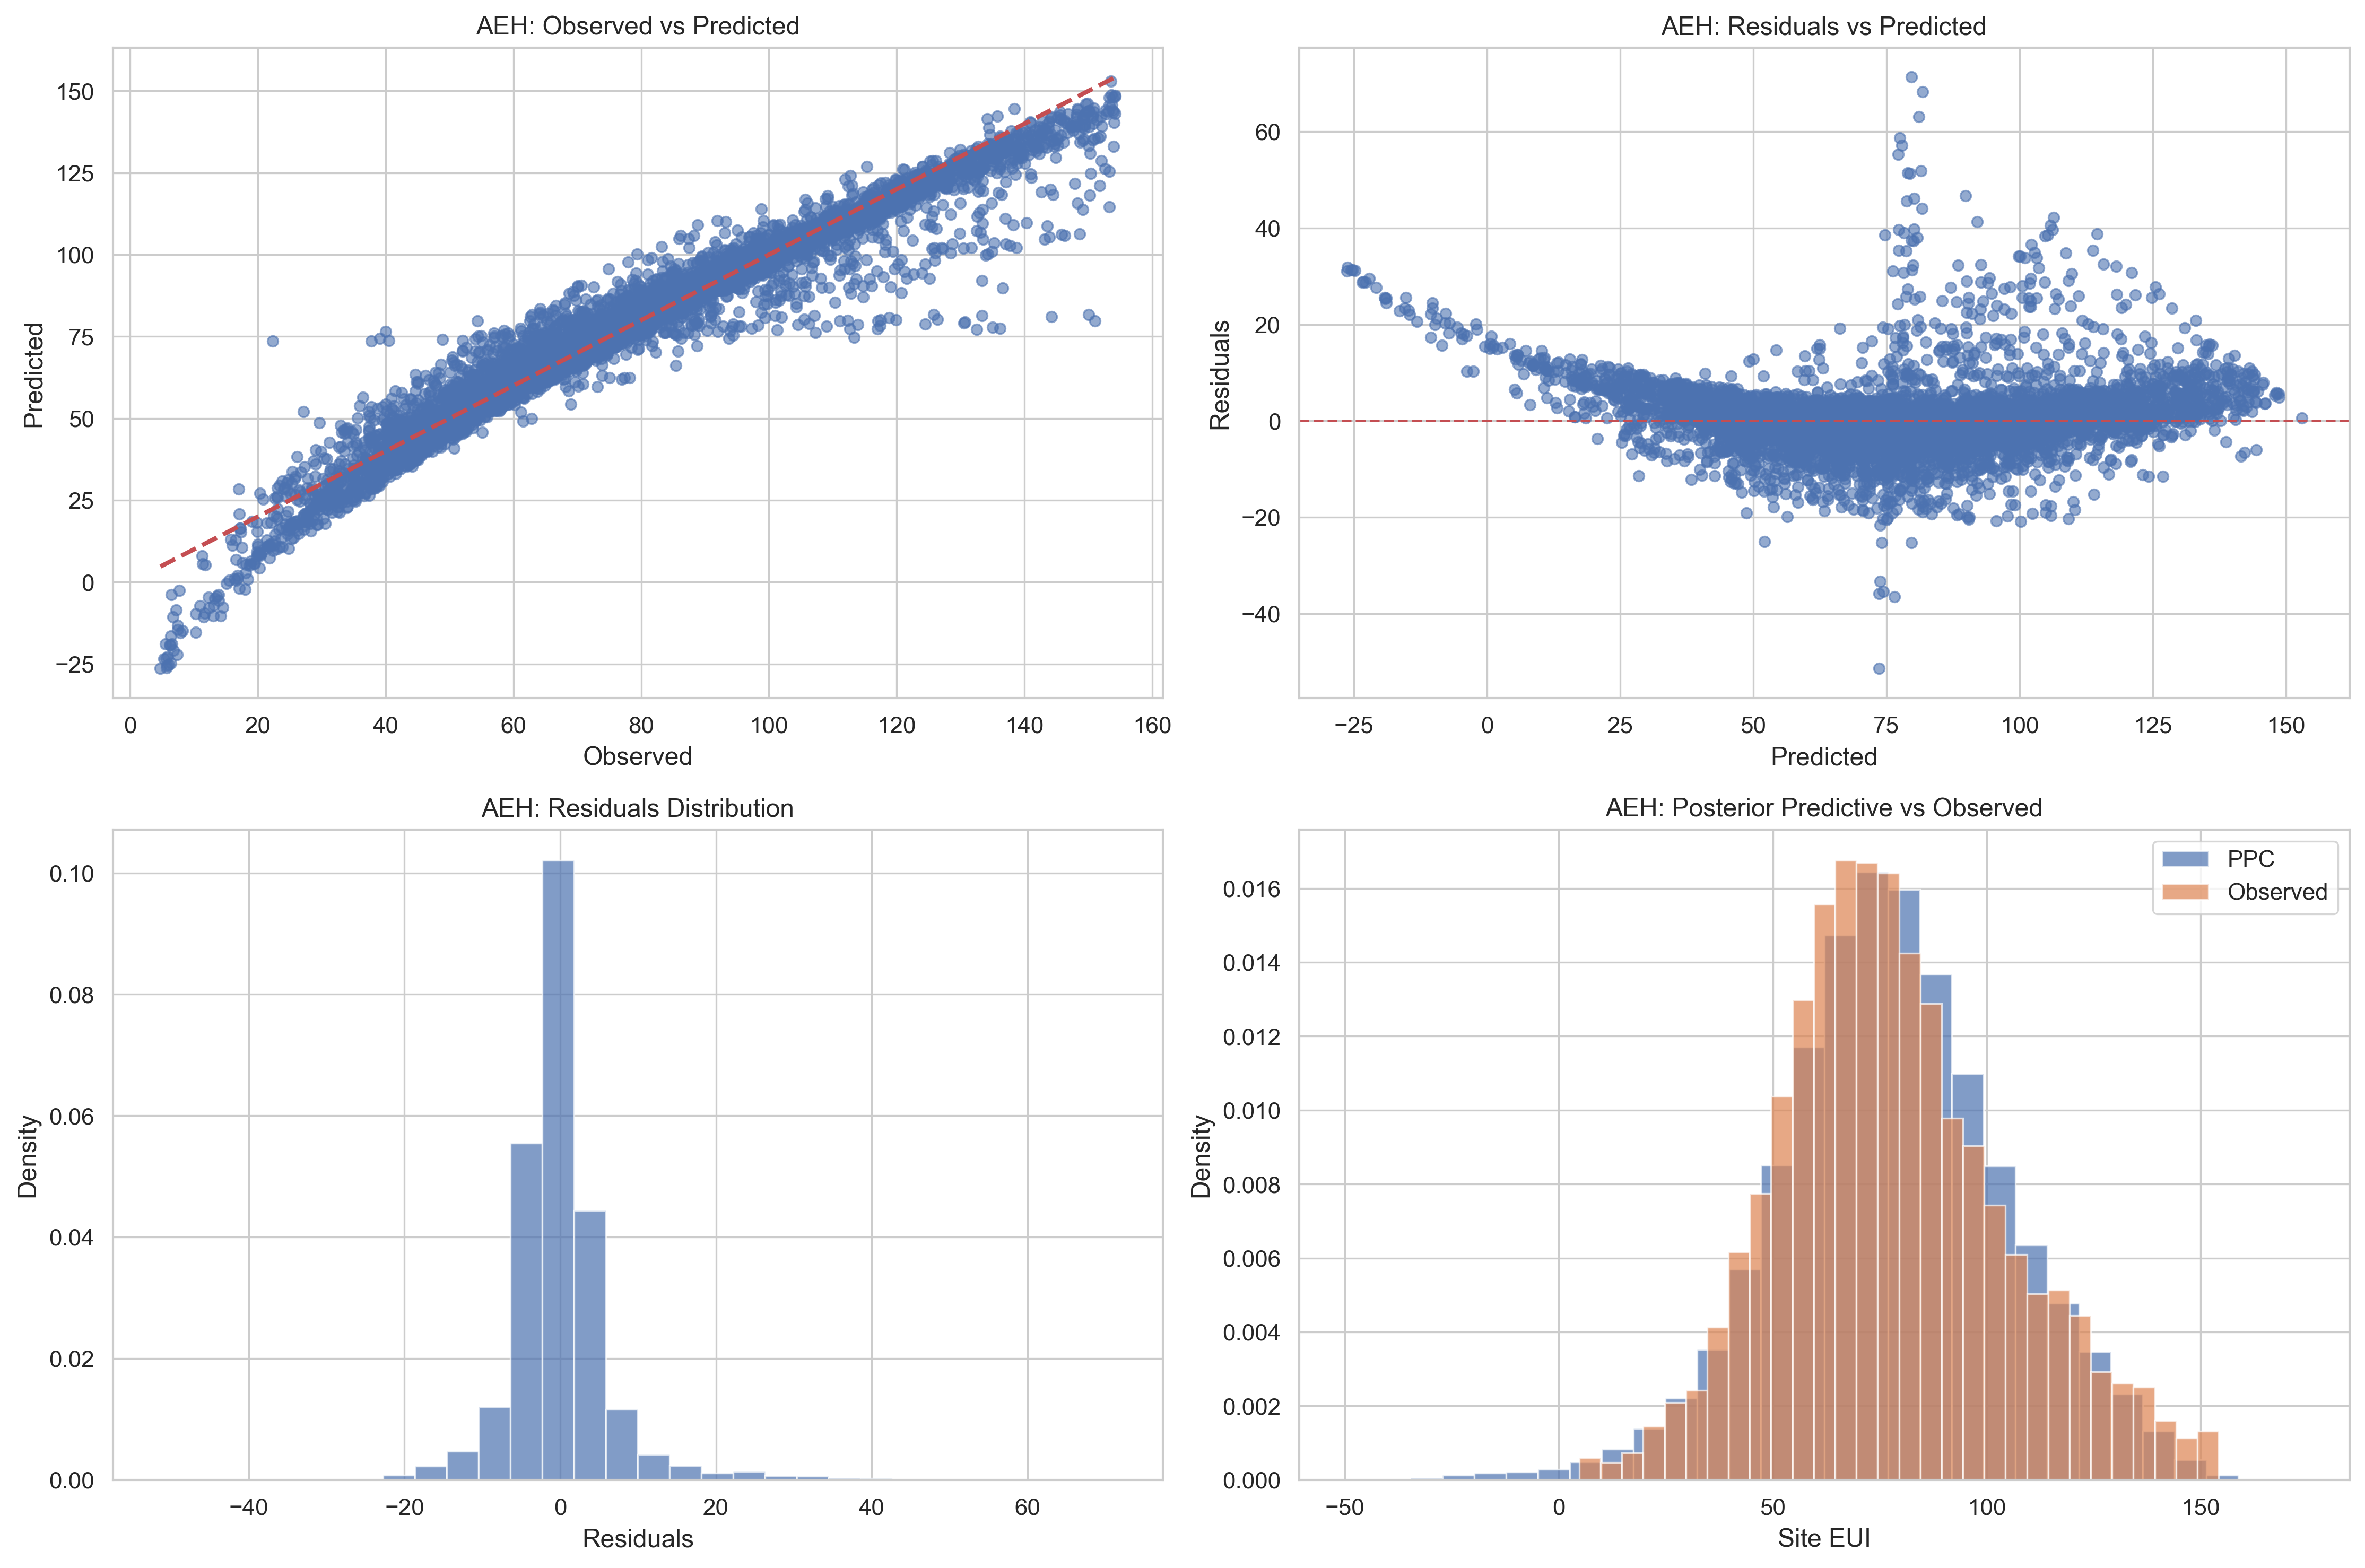 AEH: Observed vs Predicted
150
125
100
75
50
25
0
−25
Predicted
0 20 40 60 80 100 120 140 160
Observed
AEH: Residuals vs Predicted
60
40
20
0
−20
−40
Residuals
−25 0 25 50 75 100 125 150
Predicted
AEH: Residuals Distribution
0.10
0.08
0.06
0.04
0.02
0.00
Density
−40 −20 0 20 40 60
Residuals
AEH: Posterior Predictive vs Observed
PPC
Observed
0.016
0.014
0.012
0.010
0.008
0.006
0.004
0.002
0.000
Density
−50 0 50 100 150
Site EUI